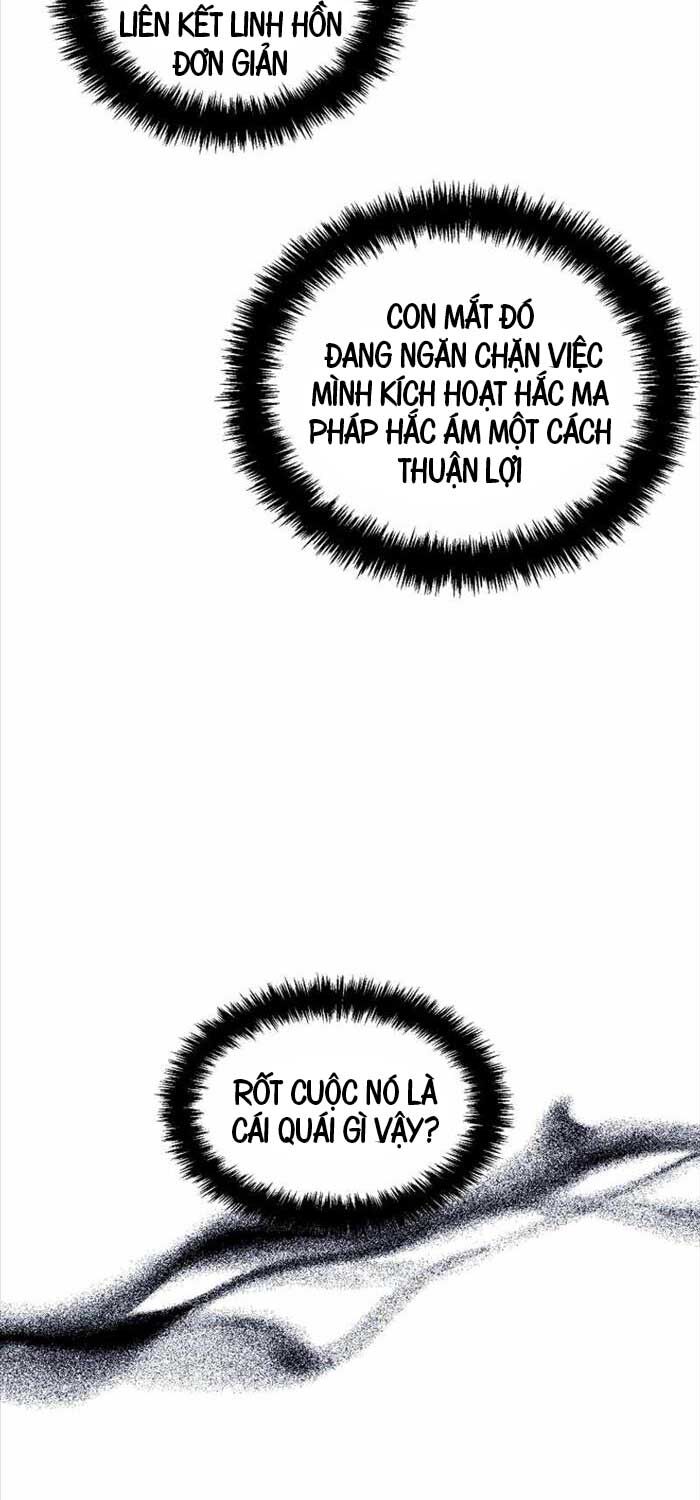 LIÊN KẾT LINH HỒN
ĐƠN GIẢN
CON MẮT ĐÓ
ĐANG NGĂN CHẶN VIỆC
MÌNH KÍCH HOẠT HẮC MA
PHÁP HẮC ÁM MỘT CÁCH
THUẬN LỢI
RỐT CUỘC NÓ LÀ
CÁI QUÁI GÌ VẬY?